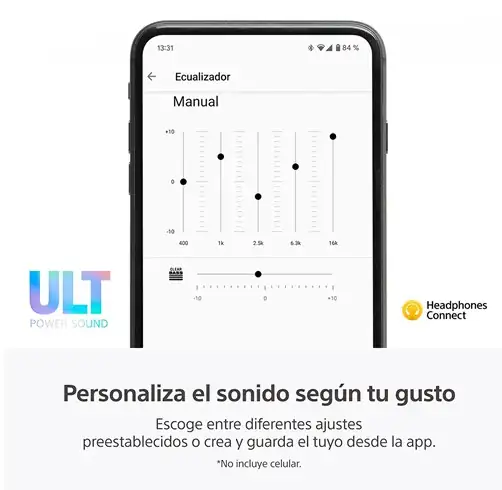 13:31
84 %
Ecualizador
Manual
+10
0
-10
400 1k 2.5k 6.3k 16k
CLEAR
BASS
-10 0 +10
ULT
POWER SOUND
Headphones
Connect
Personaliza el sonido según tu gusto
Escoge entre diferentes ajustes
preestablecidos o crea y guarda el tuyo desde la app.
*No incluye celular.